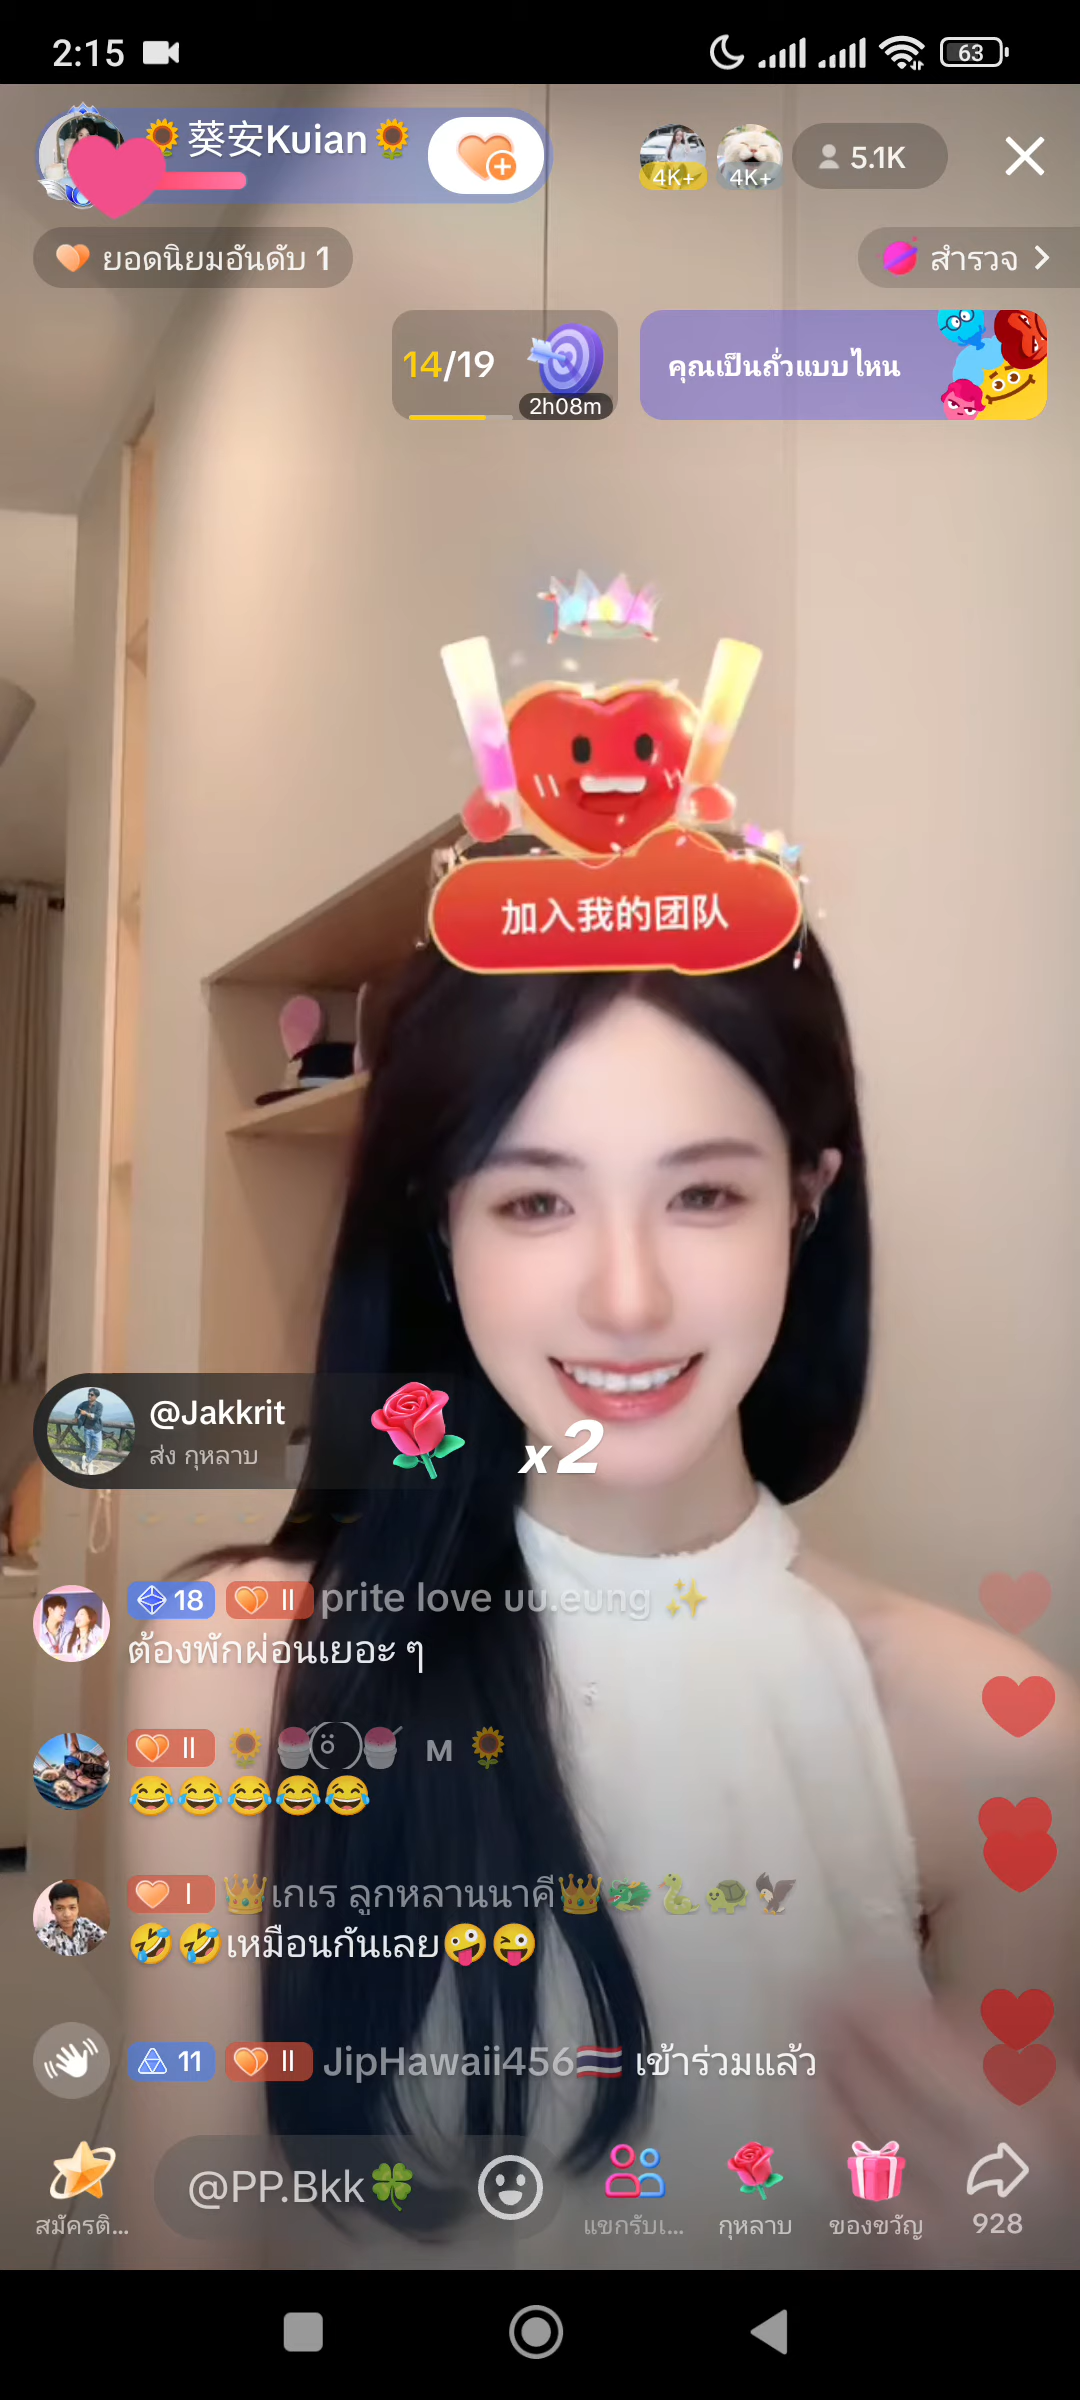 2:15
63
🌻葵安Kuian🌻
4K+
4K+
5.1K
ยอดนิยมอันดับ 1
สำรวจ
14/19
2h08m
คุณเป็นถั่วแบบไหน
加入我的团队
@Jakkrit
ส่ง กุหลาบ
x2
18 II prite love uu.eung ✨
ต้องพักผ่อนเยอะ ๆ
II 🌻🍧(ö)🍧 M 🌻
😂😂😂😂😂
I 👑เกเร ลูกหลานนาคี👑🐉🐍🐢🦅
🤣🤣เหมือนกันเลย🤪😜
11 II JipHawaii456🇹🇭 เข้าร่วมแล้ว
@PP.Bkk🍀
สมัครติ...
แขกรับเ...
กุหลาบ
ของขวัญ
928